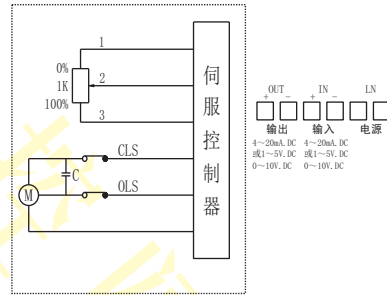 1
0%
1K
2
100%
3
CLS
C
M
OLS
伺服控制器
OUT IN LN
+ - + -
输出 输入 电源
4～20mA.DC 4～20mA.DC
或1～5V.DC 或1～5V.DC
0～10V.DC 0～10V.DC